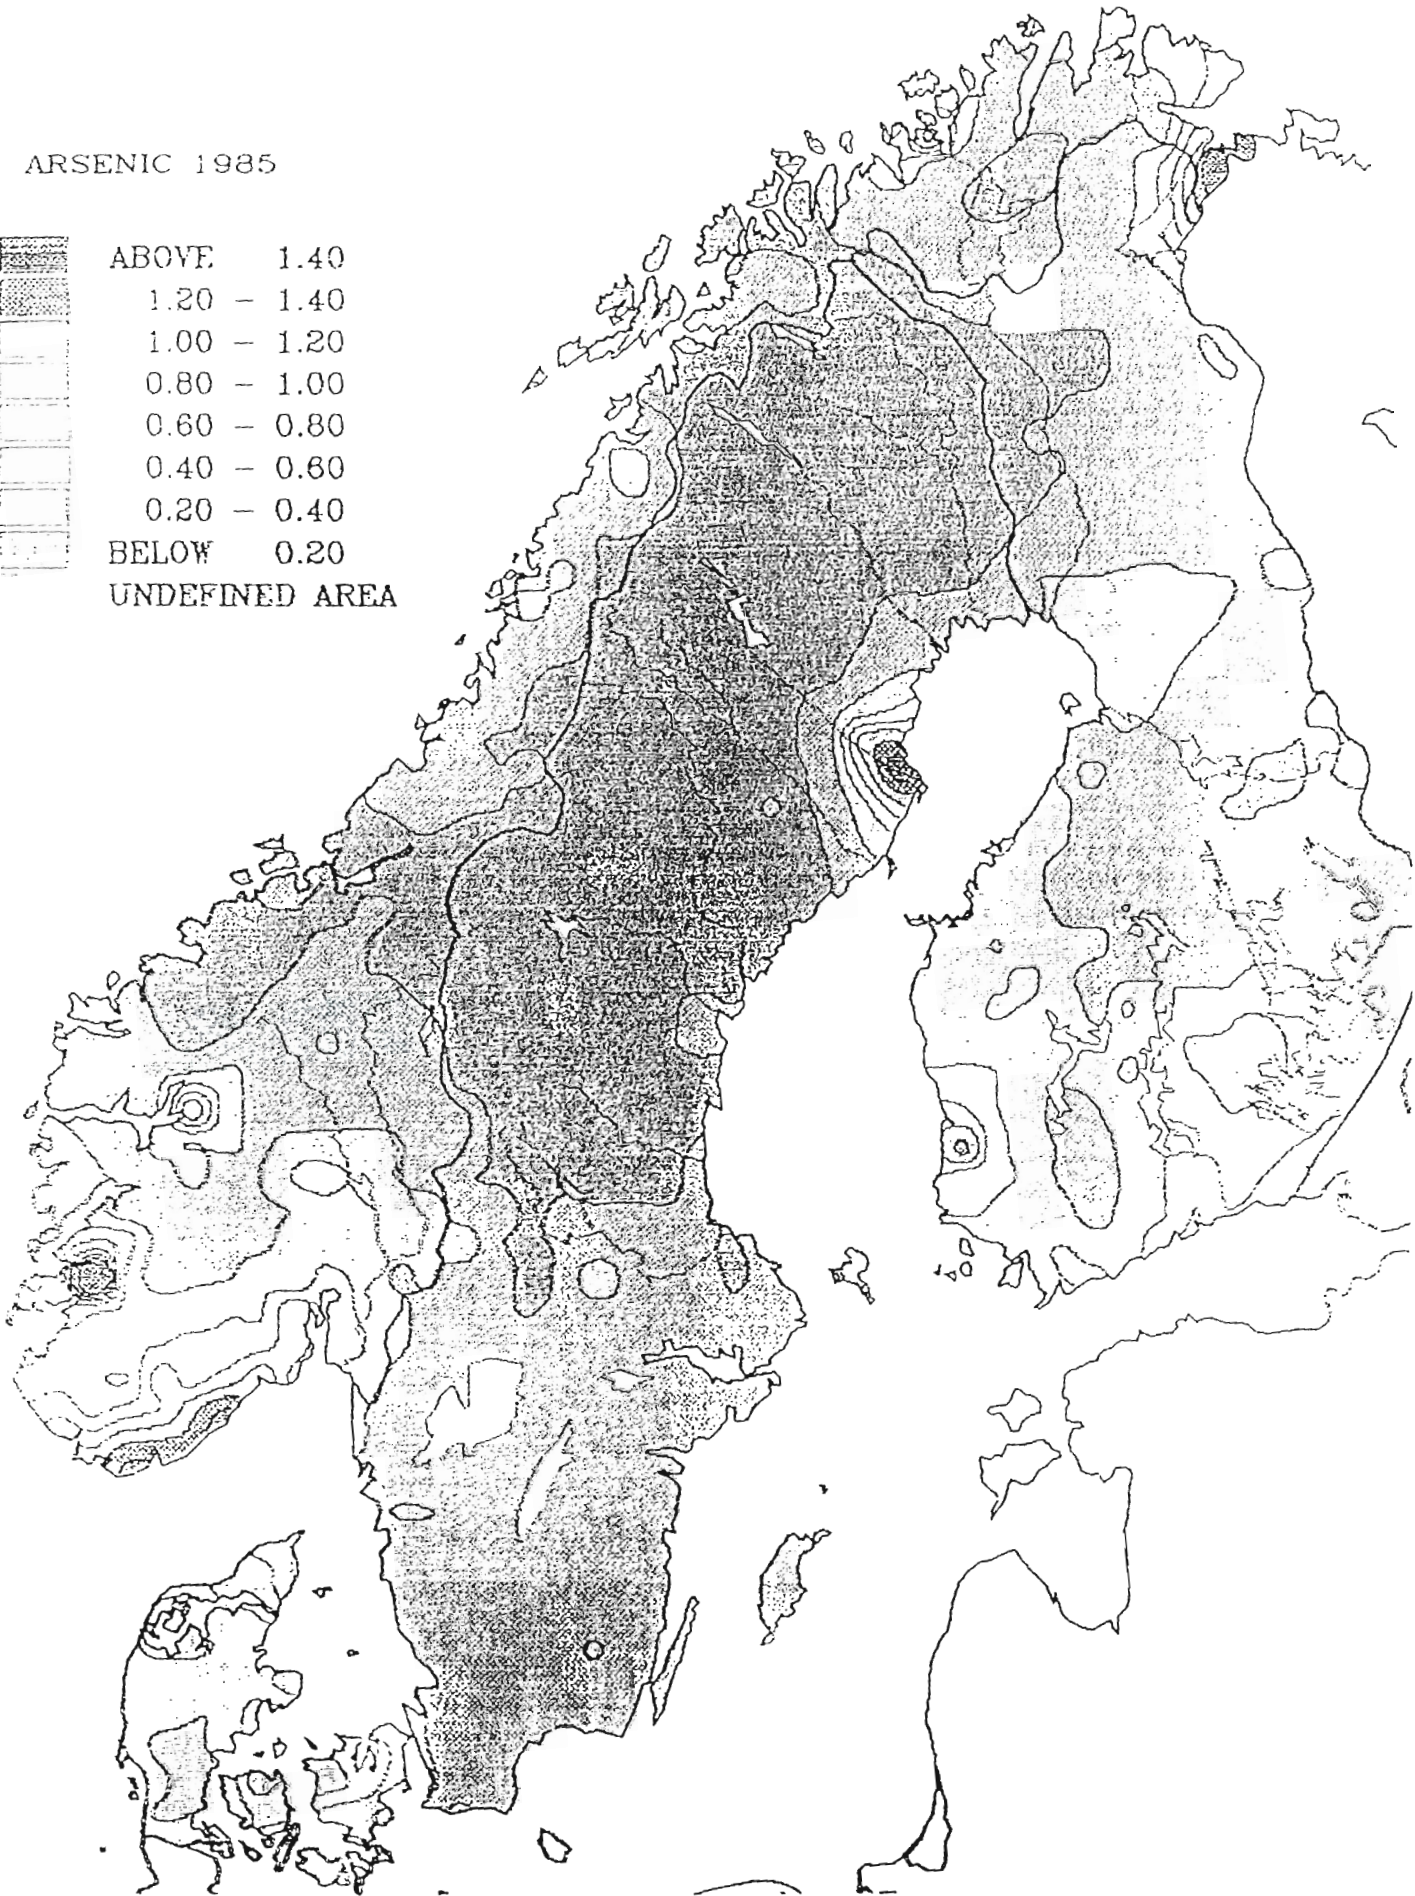 ARSENIC 1985
ABOVE 1.40
1.20 – 1.40
1.00 – 1.20
0.80 – 1.00
0.60 – 0.80
0.40 – 0.60
0.20 – 0.40
BELOW 0.20
UNDEFINED AREA